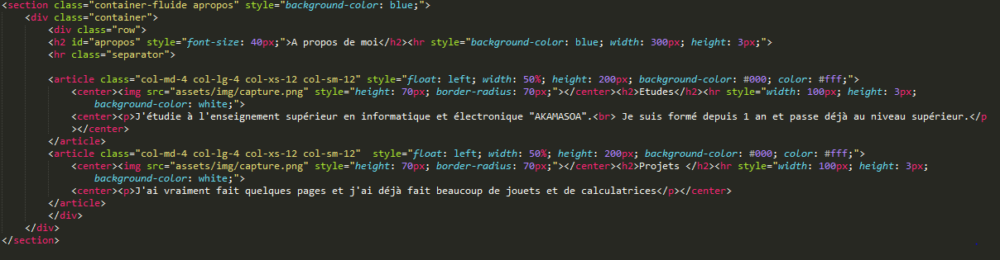 <section class="container-fluide apropos" style="background-color: blue;">
<div class="container">
<div class="row">
<h2 id="apropos" style="font-size: 40px;">A propos de moi</h2><hr style="background-color: blue; width: 300px; height: 3px;">
<hr class="separator">
<article class="col-md-4 col-lg-4 col-xs-12 col-sm-12" style="float: left; width: 50%; height: 200px; background-color: #000; color: #fff;">
<center><img src="assets/img/capture.png" style="height: 70px; border-radius: 70px;"></center><h2>Etudes</h2><hr style="width: 100px; height: 3px;
background-color: white;">
<center><p>J'étudie à l'enseignement supérieur en informatique et électronique "AKAMASOA".<br> Je suis formé depuis 1 an et passe déjà au niveau supérieur.</p
></center>
</article>
<article class="col-md-4 col-lg-4 col-xs-12 col-sm-12"  style="float: left; width: 50%; height: 200px; background-color: #000; color: #fff;">
<center><img src="assets/img/capture.png" style="height: 70px; border-radius: 70px;"></center><h2>Projets </h2><hr style="width: 100px; height: 3px;
background-color: white;">
<center><p>J'ai vraiment fait quelques pages et j'ai déjà fait beaucoup de jouets et de calculatrices</p></center>
</article>
</div>
</div>
</section>